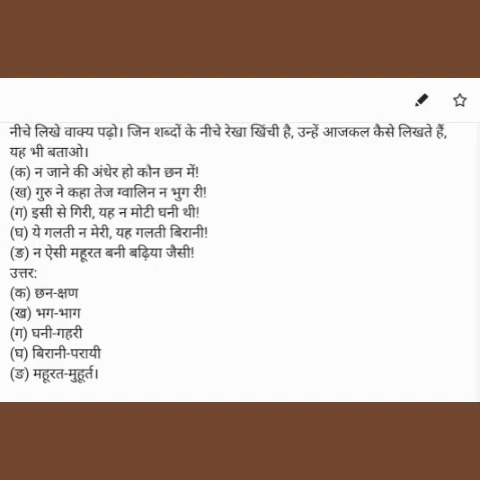 नीचे लिखे वाक्य पढ़ो। जिन शब्दों के नीचे रेखा खिंची है, उन्हें आजकल कैसे लिखते हैं,
यह भी बताओ।
(क) न जाने की अंधेर हो कौन छन में!
(ख) गुरु ने कहा तेज ग्वालिन न भुग री!
(ग) इसी से गिरी, यह न मोटी घनी थी!
(घ) ये गलती न मेरी, यह गलती बिरानी!
(ङ) न ऐसी महूरत बनी बढ़िया जैसी!
उत्तर:
(क) छन-क्षण
(ख) भग-भाग
(ग) घनी-गहरी
(घ) बिरानी-परायी
(ङ) महूरत-मुहूर्त।